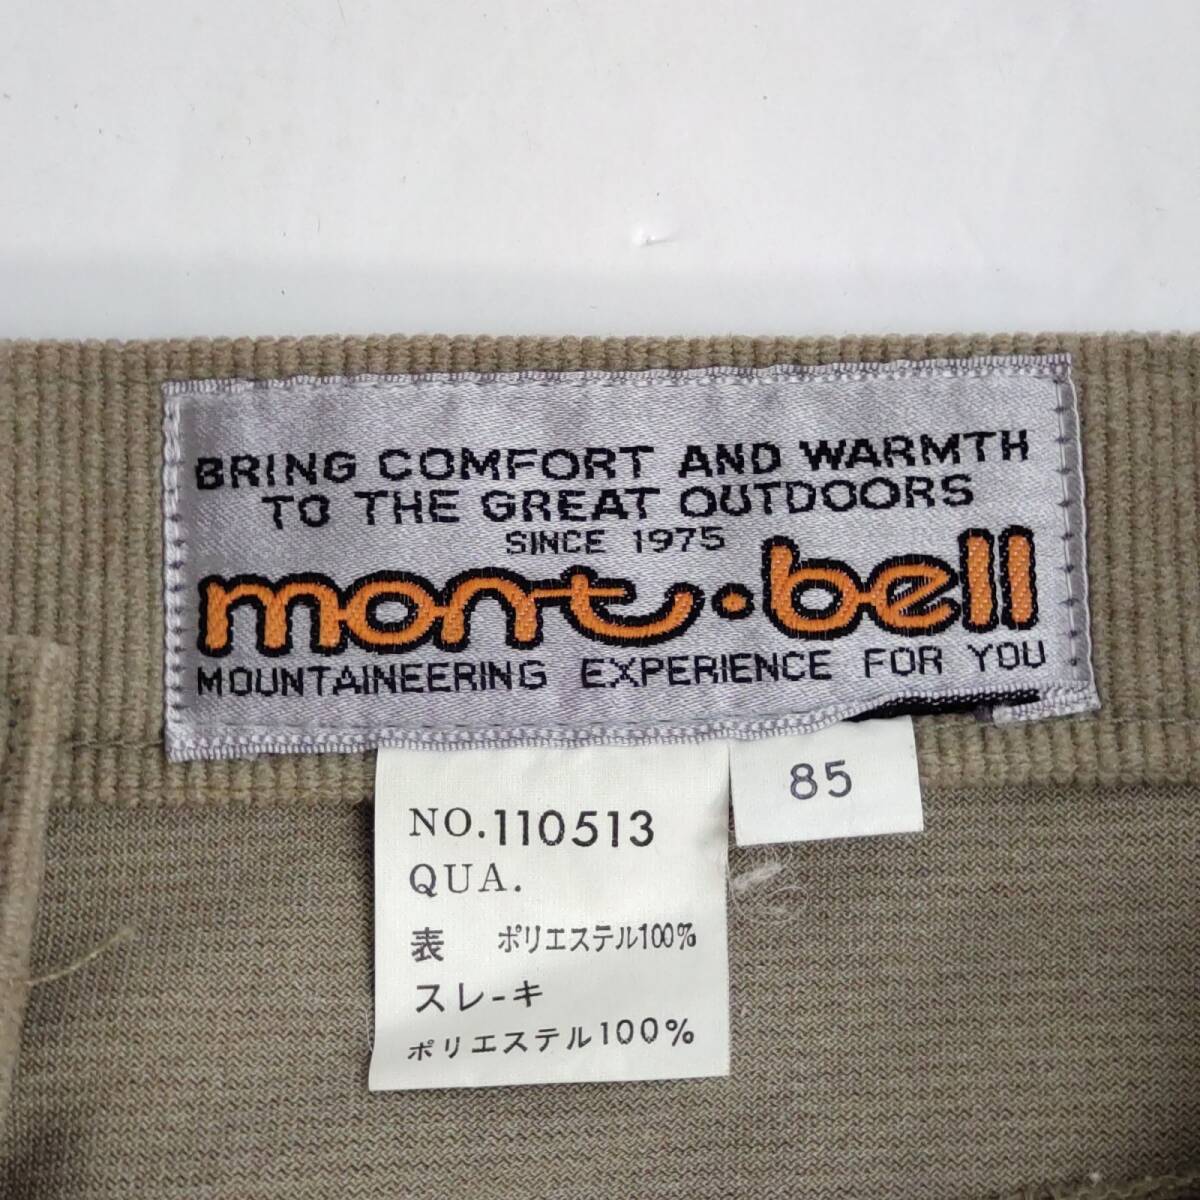 BRING COMFORT AND WARMTH
TO THE GREAT OUTDOORS
SINCE 1975
mont·bell
MOUNTAINEERING EXPERIENCE FOR YOU
85
NO.110513
QUA.
表 ポリエステル100%
スレ-キ
ポリエステル100%